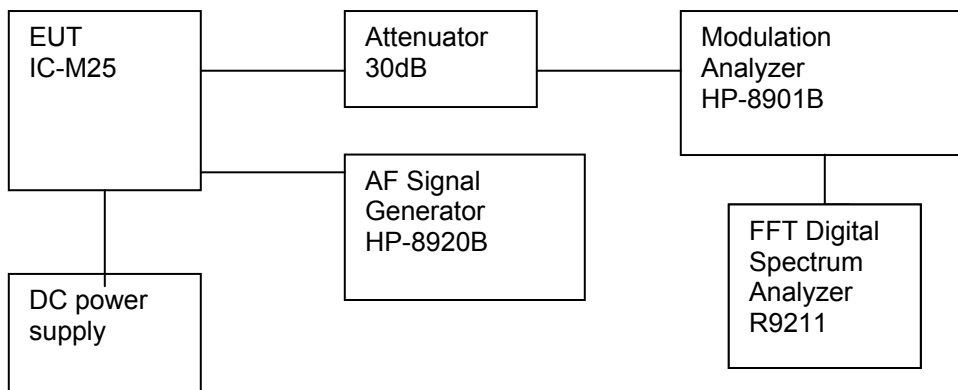 EUT
IC-M25
Attenuator
30dB
Modulation
Analyzer
HP-8901B
AF Signal
Generator
HP-8920B
FFT Digital
Spectrum
Analyzer
R9211
DC power
supply